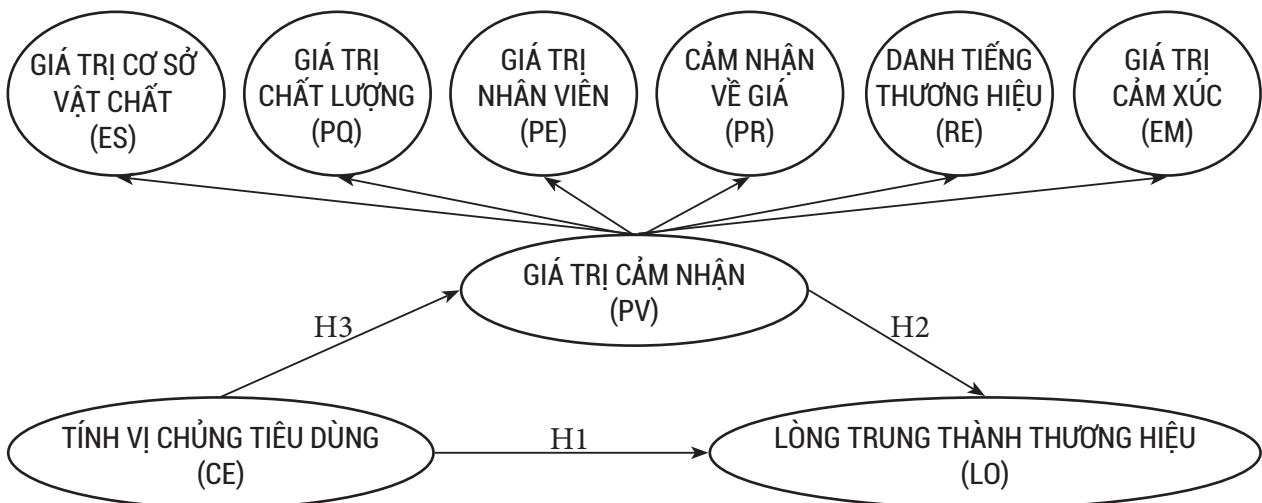 GIÁ TRỊ CƠ SỞ
VẬT CHẤT
(ES)
GIÁ TRỊ
CHẤT LƯỢNG
(PQ)
GIÁ TRỊ
NHÂN VIÊN
(PE)
CẢM NHẬN
VỀ GIÁ
(PR)
DANH TIẾNG
THƯƠNG HIỆU
(RE)
GIÁ TRỊ
CẢM XÚC
(EM)
GIÁ TRỊ CẢM NHẬN
(PV)
H3
H2
TÍNH VỊ CHỦNG TIÊU DÙNG
(CE)
H1
LÒNG TRUNG THÀNH THƯƠNG HIỆU
(LO)